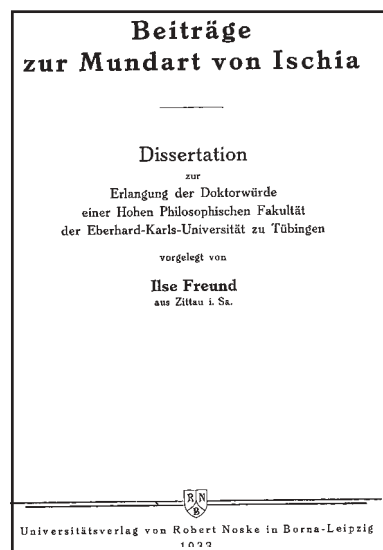 Beiträge
zur Mundart von Ischia
Dissertation
zur
Erlangung der Doktorwürde
einer Hohen Philosophischen Fakultät
der Eberhard-Karls-Universität zu Tübingen
vorgelegt von
Ilse Freund
aus Zittau i. Sa.
R N
B
Universitätsverlag von Robert Noske in Borna-Leipzig
1933